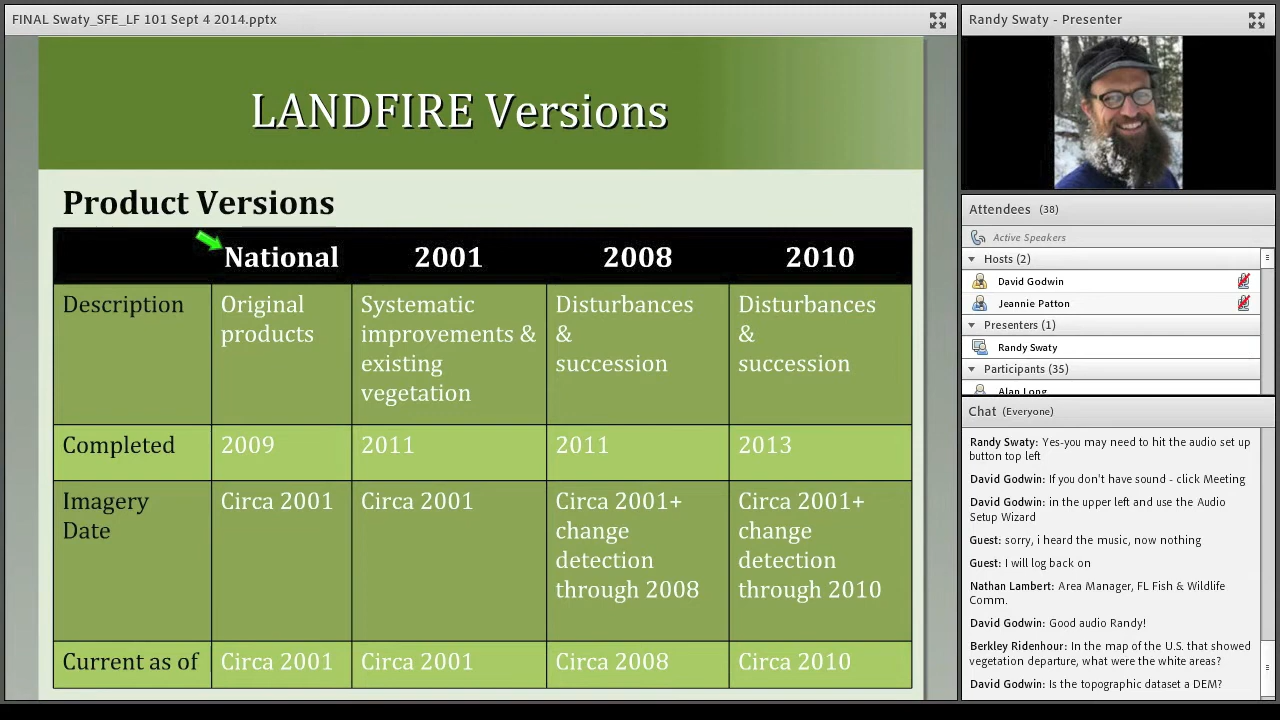 FINAL Swaty_SFE_LF 101 Sept 4 2014.pptx
LANDFIRE Versions
Product Versions
National 2001 2008 2010
Description
Original
products
Systematic
improvements &
existing
vegetation
Disturbances
&
succession
Disturbances
&
succession
Completed 2009 2011 2011 2013
Imagery
Date
Circa 2001
Circa 2001
Circa 2001+
change
detection
through 2008
Circa 2001+
change
detection
through 2010
Current as of Circa 2001 Circa 2001 Circa 2008 Circa 2010
Randy Swaty - Presenter
Attendees (38)
Active Speakers
Hosts (2)
David Godwin
Jeannie Patton
Presenters (1)
Randy Swaty
Participants (35)
Alan Long
Chat (Everyone)
Randy Swaty: Yes-you may need to hit the audio set up
button top left
David Godwin: If you don't have sound - click Meeting
David Godwin: in the upper left and use the Audio
Setup Wizard
Guest: sorry, i heard the music, now nothing
Guest: I will log back on
Nathan Lambert: Area Manager, FL Fish & Wildlife
Comm.
David Godwin: Good audio Randy!
Berkley Ridenhour: In the map of the U.S. that showed
vegetation departure, what were the white areas?
David Godwin: Is the topographic dataset a DEM?